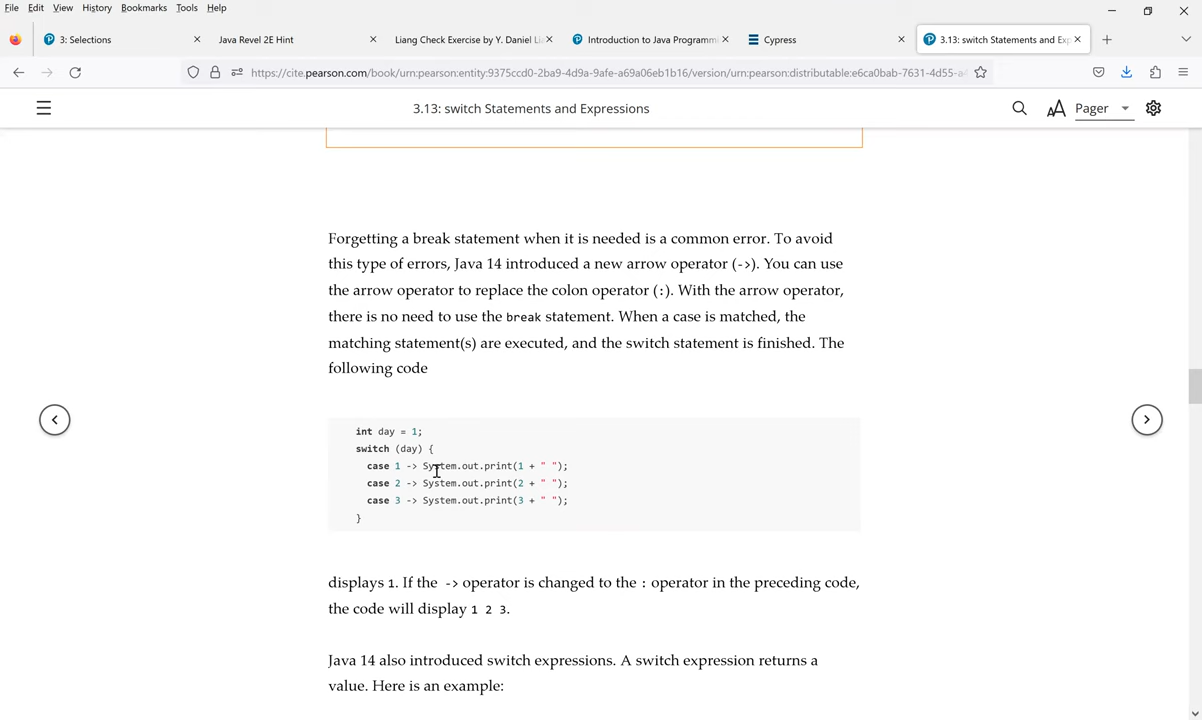 File Edit View History Bookmarks Tools Help
3: Selections
Java Revel 2E Hint
Liang Check Exercise by Y. Daniel Lia
Introduction to Java Programmi
Cypress
3.13: switch Statements and Exp
https://cite.pearson.com/book/urn:pearson:entity:9375ccd0-2ba9-4d9a-9afe-a69a06eb1b16/version/urn:pearson:distributable:e6ca0bab-7631-4d55-a
3.13: switch Statements and Expressions
AA Pager
Forgetting a break statement when it is needed is a common error. To avoid
this type of errors, Java 14 introduced a new arrow operator (->). You can use
the arrow operator to replace the colon operator (:). With the arrow operator,
there is no need to use the break statement. When a case is matched, the
matching statement(s) are executed, and the switch statement is finished. The
following code
int day = 1;
switch (day) {
case 1 -> System.out.print(1 + " ");
case 2 -> System.out.print(2 + " ");
case 3 -> System.out.print(3 + " ");
}
displays 1. If the -> operator is changed to the : operator in the preceding code,
the code will display 1 2 3.
Java 14 also introduced switch expressions. A switch expression returns a
value. Here is an example: